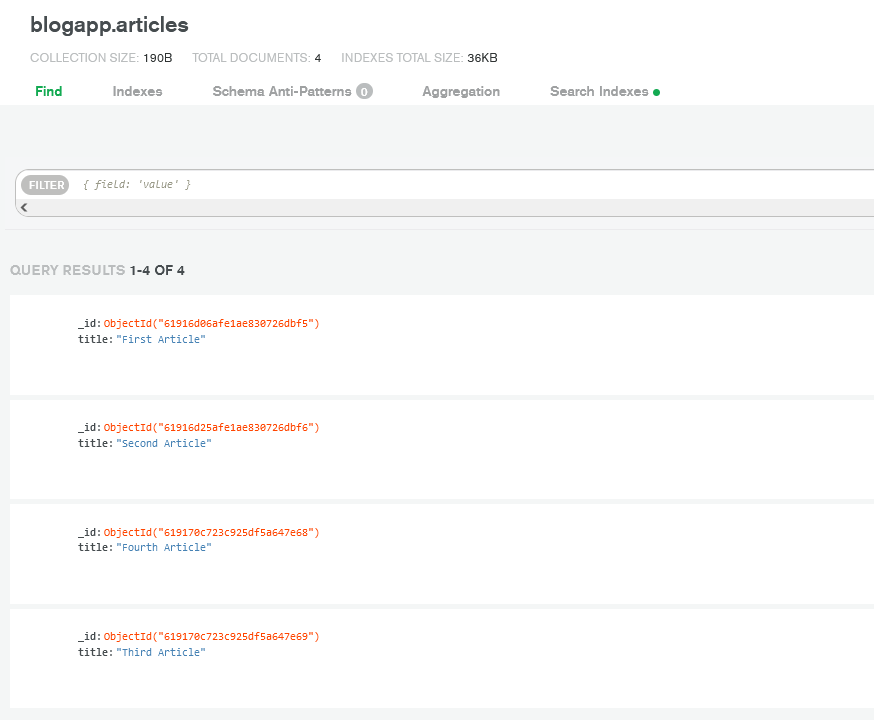 blogapp.articles
COLLECTION SIZE: 190B TOTAL DOCUMENTS: 4 INDEXES TOTAL SIZE: 36KB
Find Indexes Schema Anti-Patterns 0 Aggregation Search Indexes
FILTER { field: 'value' }
QUERY RESULTS 1-4 OF 4
_id: ObjectId("61916d06afe1ae830726dbf5")
title: "First Article"
_id: ObjectId("61916d25afe1ae830726dbf6")
title: "Second Article"
_id: ObjectId("619170c723c925df5a647e68")
title: "Fourth Article"
_id: ObjectId("619170c723c925df5a647e69")
title: "Third Article"